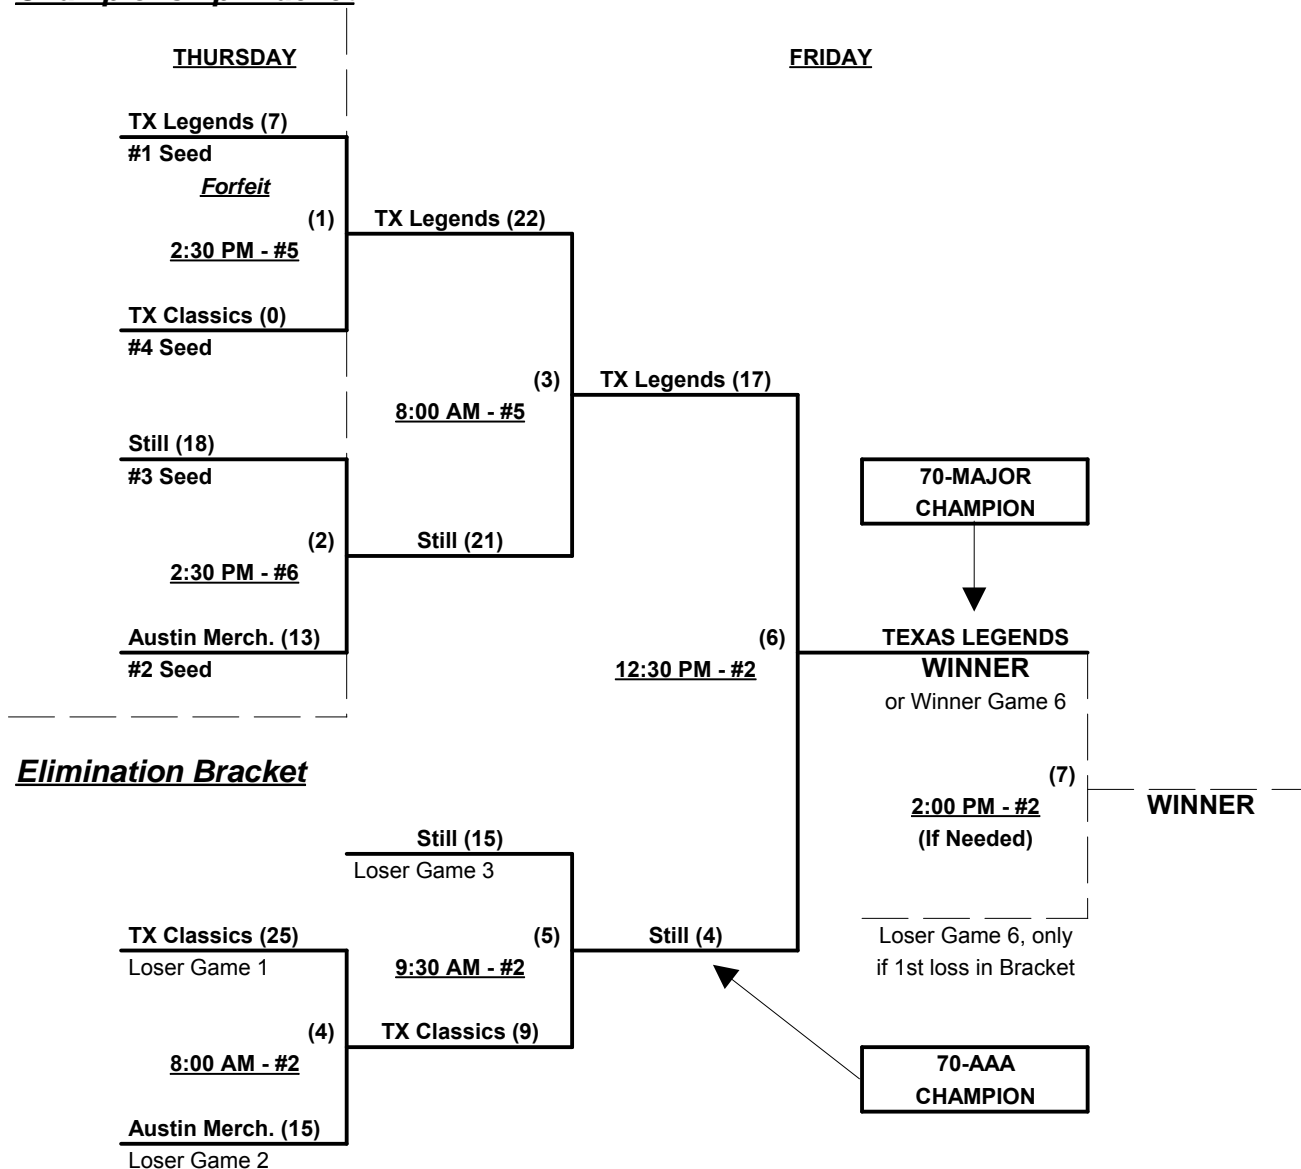 THURSDAY
FRIDAY
TX Legends (7)
#1 Seed
Forfeit
(1)
TX Legends (22)
2:30 PM - #5
TX Classics (0)
#4 Seed
(3)
TX Legends (17)
8:00 AM - #5
Still (18)
#3 Seed
70-MAJOR
CHAMPION
(2)
Still (21)
2:30 PM - #6
Austin Merch. (13)
#2 Seed
(6)
12:30 PM - #2
TEXAS LEGENDS
WINNER
or Winner Game 6
Elimination Bracket
(7)
2:00 PM - #2
(If Needed)
WINNER
Still (15)
Loser Game 3
TX Classics (25)
Loser Game 1
(5)
9:30 AM - #2
Still (4)
Loser Game 6, only
if 1st loss in Bracket
(4)
TX Classics (9)
8:00 AM - #2
70-AAA
CHAMPION
Austin Merch. (15)
Loser Game 2